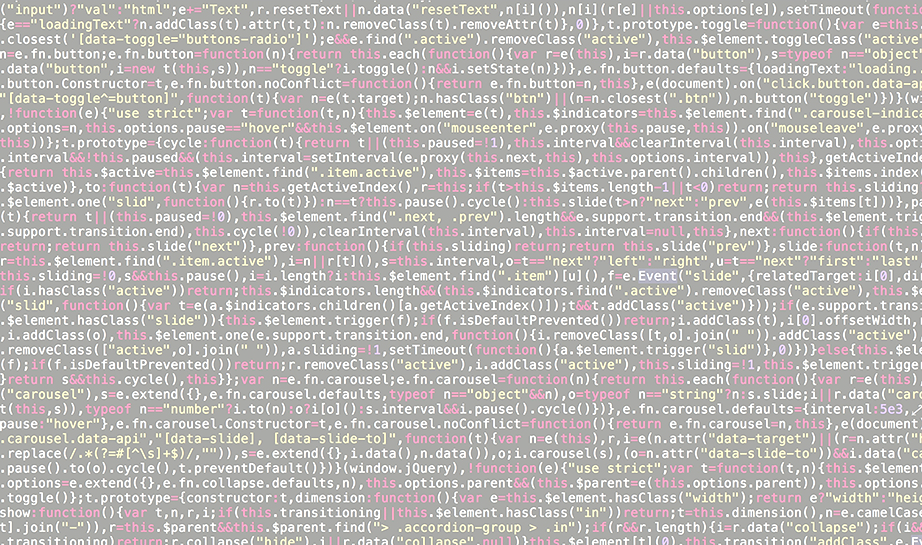 ("input")?"val":"html";e+="Text",r.resetText||n.data("resetText",n[i]()),n[i](r[e]||this.options[e]),setTimeout(function
{e=="loadingText"?n.addClass(t).attr(t,t):n.removeClass(t).removeAttr(t)},0)},t.prototype.toggle=function(){var e=this.
.closest('[data-toggle="buttons-radio"]');e&&e.find(".active").removeClass("active"),this.$element.toggleClass("active"
n=e.fn.button;e.fn.button=function(n){return this.each(function(){var r=e(this),i=r.data("button"),s=typeof n=="object"
.data("button",i=new t(this,s)),n=="toggle"?i.toggle():n&&i.setState(n)})},e.fn.button.defaults={loadingText:"loading.
.button.Constructor=t,e.fn.button.noConflict=function(){return e.fn.button=n,this},e(document).on("click.button.data-ap
"[data-toggle^=button]",function(t){var n=e(t.target);n.hasClass("btn")||(n=n.closest(".btn")),n.button("toggle")})}(w
,!function(e){"use strict";var t=function(t,n){this.$element=e(t),this.$indicators=this.$element.find(".carousel-indic
.options=n,this.options.pause=="hover"&&this.$element.on("mouseenter",e.proxy(this.pause,this)).on("mouseleave",e.proxy
this))};t.prototype={cycle:function(t){return t||(this.paused=!1),this.interval&&clearInterval(this.interval),this.opti
.interval&&!this.paused&&(this.interval=setInterval(e.proxy(this.next,this),this.options.interval)),this},getActiveInde
{return this.$active=this.$element.find(".item.active"),this.$items=this.$active.parent().children(),this.$items.index(
.$active)},to:function(t){var n=this.getActiveIndex(),r=this;if(t>this.$items.length-1||t<0)return;return this.sliding
.$element.one("slid",function(){r.to(t)}):n==t?this.pause().cycle():this.slide(t>n?"next":"prev",e(this.$items[t]))},pa
(t){return t||(this.paused=!0),this.$element.find(".next, .prev").length&&e.support.transition.end&&(this.$element.trig
.support.transition.end),this.cycle(!0)),clearInterval(this.interval),this.interval=null,this},next:function(){if(this
return;return this.slide("next")},prev:function(){if(this.sliding)return;return this.slide("prev")},slide:function(t,n)
r=this.$element.find(".item.active"),i=n||r[t](),s=this.interval,o=t=="next"?"left":"right",u=t=="next"?"first":"last"
this.sliding=!0,s&&this.pause(),i=i.length?i:this.$element.find(".item")[u](),f=e.Event("slide",{relatedTarget:i[0],di
if(i.hasClass("active"))return;this.$indicators.length&&(this.$indicators.find(".active").removeClass("active"),this.$e
"slid",function(){var t=e(a.$indicators.children()[a.getActiveIndex()]);t&&t.addClass("active")}));if(e.support.trans
.$element.hasClass("slide")){this.$element.trigger(f);if(f.isDefaultPrevented())return;i.addClass(t),i[0].offsetWidth,
,i.addClass(o),this.$element.one(e.support.transition.end,function(){i.removeClass([t,o].join(" ")).addClass("active")
.removeClass(["active",o].join(" ")),a.sliding=!1,setTimeout(function(){a.$element.trigger("slid")},0)})}else{this.$ele
(f);if(f.isDefaultPrevented())return;r.removeClass("active"),i.addClass("active"),this.sliding=!1,this.$element.trigger
}return s&&this.cycle(),this}};var n=e.fn.carousel;e.fn.carousel=function(n){return this.each(function(){var r=e(this)
("carousel"),s=e.extend({},e.fn.carousel.defaults,typeof n=="object"&&n),o=typeof n=="string"?n:s.slide;i||r.data("caro
t(this,s)),typeof n=="number"?i.to(n):o?i[o]():s.interval&&i.pause().cycle()})},e.fn.carousel.defaults={interval:5e3,
pause:"hover"},e.fn.carousel.Constructor=t,e.fn.carousel.noConflict=function(){return e.fn.carousel=n,this},e(document
.carousel.data-api","[data-slide], [data-slide-to]",function(t){var n=e(this),r,i=e(n.attr("data-target")||(r=n.attr("h
.replace(/.*(?=#[^\s]+$)/,"")),s=e.extend({},i.data(),n.data()),o;i.carousel(s),(o=n.attr("data-slide-to"))&&i.data("ca
.pause().to(o).cycle(),t.preventDefault()})}(window.jQuery),!function(e){"use strict";var t=function(t,n){this.$element
.options=e.extend({},e.fn.collapse.defaults,n),this.options.parent&&(this.$parent=e(this.options.parent)),this.options
.toggle()};t.prototype={constructor:t,dimension:function(){var e=this.$element.hasClass("width");return e?"width":"heig
show:function(){var t,n,r,i;if(this.transitioning||this.$element.hasClass("in"))return;t=this.dimension(),n=e.camelCase
t].join("-")),r=this.$parent&&this.$parent.find("> .accordion-group > .in");if(r&&r.length){i=r.data("collapse");if(i&&
transitioning)return;r.collapse("hide"),i||r.data("collapse",null)}this.$element[t](0),this.transition("addClass",e.Ev